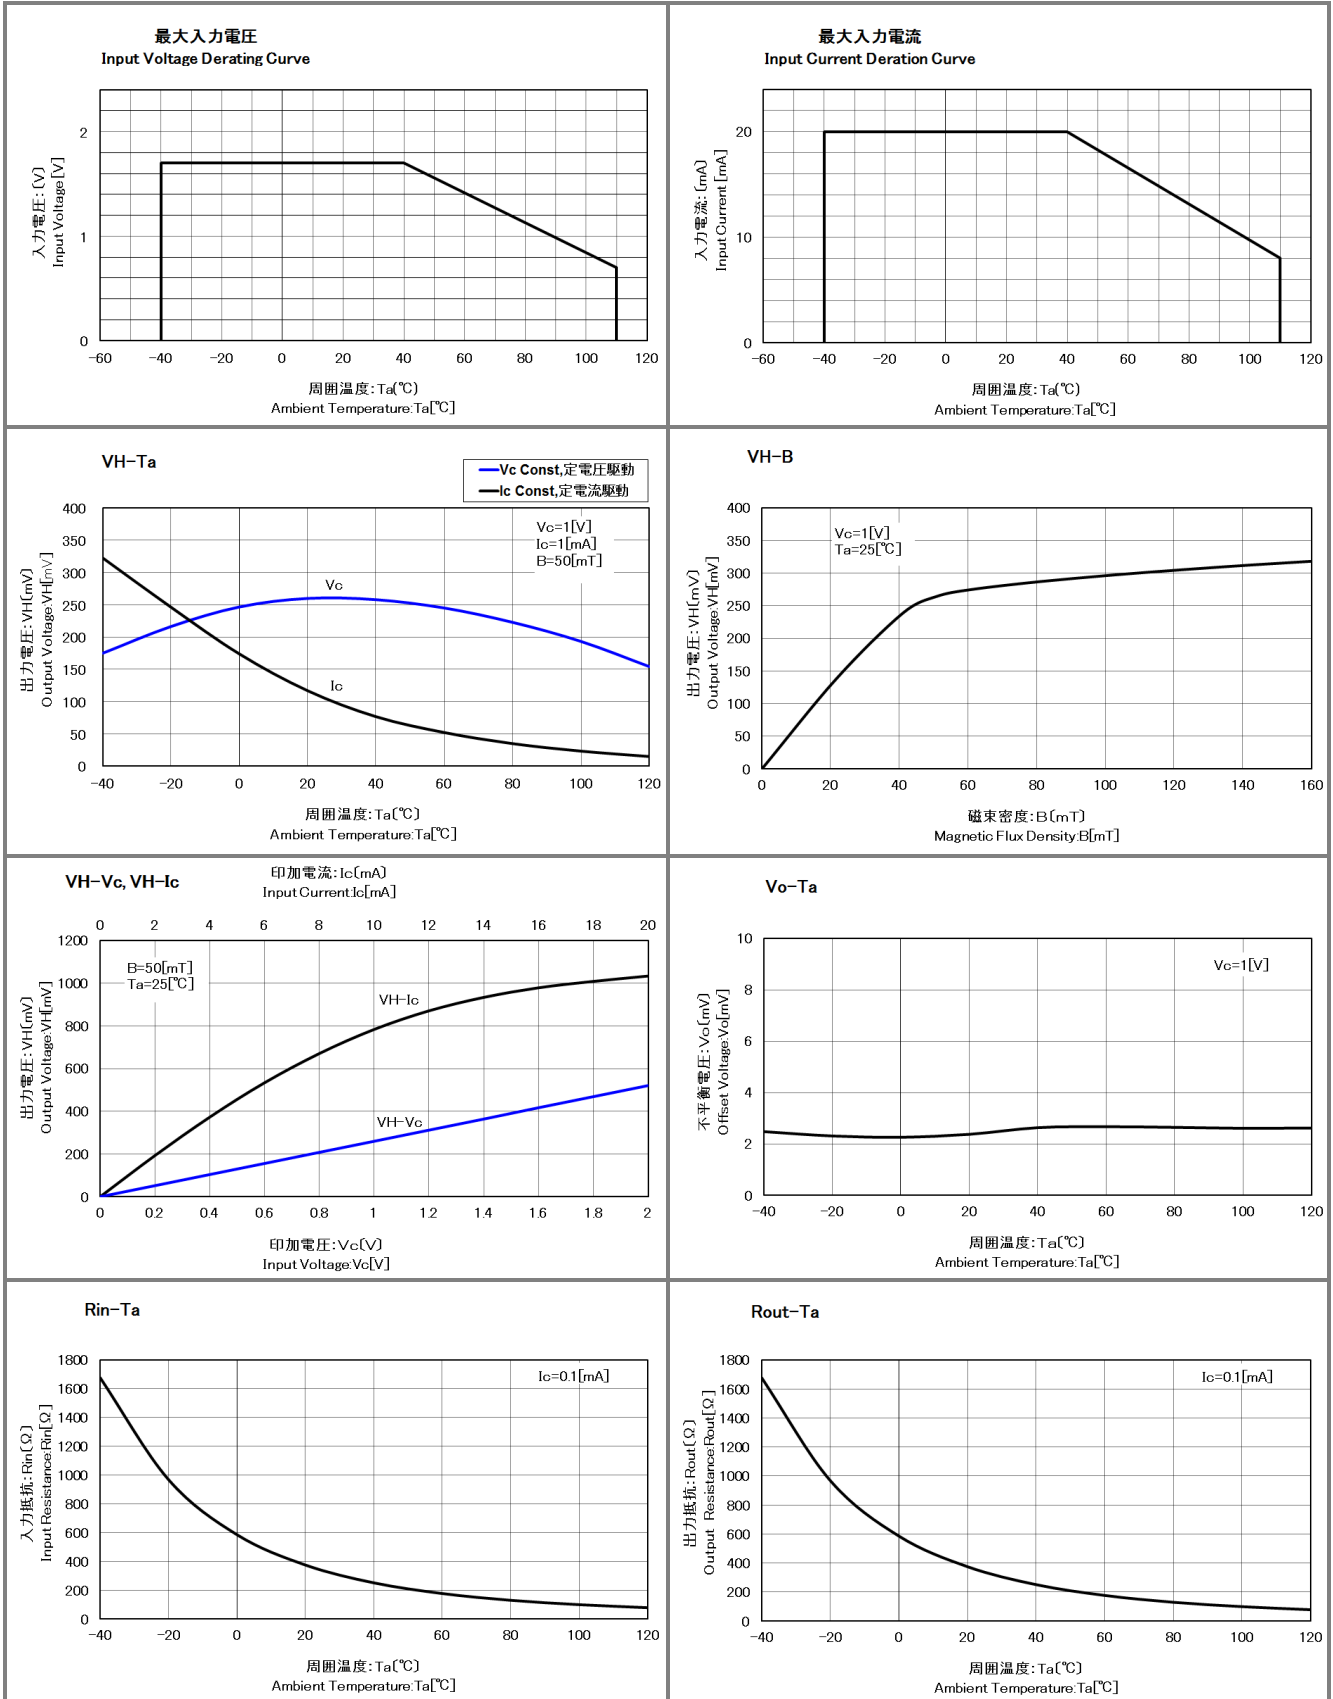 最大入力電圧
Input Voltage Derating Curve
入力電圧:〔V〕
Input Voltage[V]
2
1
0
-60 -40 -20 0 20 40 60 80 100 120
周囲温度:Ta〔℃〕
Ambient Temperature:Ta[℃]
最大入力電流
Input Current Deration Curve
入力電流:〔mA〕
Input Current [mA]
20
10
0
-60 -40 -20 0 20 40 60 80 100 120
周囲温度:Ta〔℃〕
Ambient Temperature:Ta[℃]
VH-Ta
Vc Const,定電圧駆動
Ic Const,定電流駆動
出力電圧:VH〔mV〕
Output Voltage:VH[mV]
400
350
300
250
200
150
100
50
0
Vc=1[V]
Ic=1[mA]
B=50[mT]
Vc
Ic
-40 -20 0 20 40 60 80 100 120
周囲温度:Ta〔℃〕
Ambient Temperature:Ta[℃]
VH-B
出力電圧:VH〔mV〕
Output Voltage:VH[mV]
400
350
300
250
200
150
100
50
0
Vc=1[V]
Ta=25[℃]
0 20 40 60 80 100 120 140 160
磁束密度:B〔mT〕
Magnetic Flux Density:B[mT]
VH-Vc, VH-Ic
印加電流:Ic〔mA〕
Input Current:Ic[mA]
0 2 4 6 8 10 12 14 16 18 20
出力電圧:VH〔mV〕
Output Voltage:VH[mV]
1200
1000
800
600
400
200
0
B=50[mT]
Ta=25[℃]
VH-Ic
VH-Vc
0 0.2 0.4 0.6 0.8 1 1.2 1.4 1.6 1.8 2
印加電圧:Vc〔V〕
Input Voltage:Vc[V]
Vo-Ta
不平衡電圧:Vo〔mV〕
Offset Voltage:Vo[mV]
10
8
6
4
2
0
Vc=1[V]
-40 -20 0 20 40 60 80 100 120
周囲温度:Ta〔℃〕
Ambient Temperature:Ta[℃]
Rin-Ta
入力抵抗:Rin〔Ω〕
Input Resistance:Rin[Ω]
1800
1600
1400
1200
1000
800
600
400
200
0
Ic=0.1[mA]
-40 -20 0 20 40 60 80 100 120
周囲温度:Ta〔℃〕
Ambient Temperature:Ta[℃]
Rout-Ta
出力抵抗:Rout〔Ω〕
Output Resistance:Rout[Ω]
1800
1600
1400
1200
1000
800
600
400
200
0
Ic=0.1[mA]
-40 -20 0 20 40 60 80 100 120
周囲温度:Ta〔℃〕
Ambient Temperature:Ta[℃]